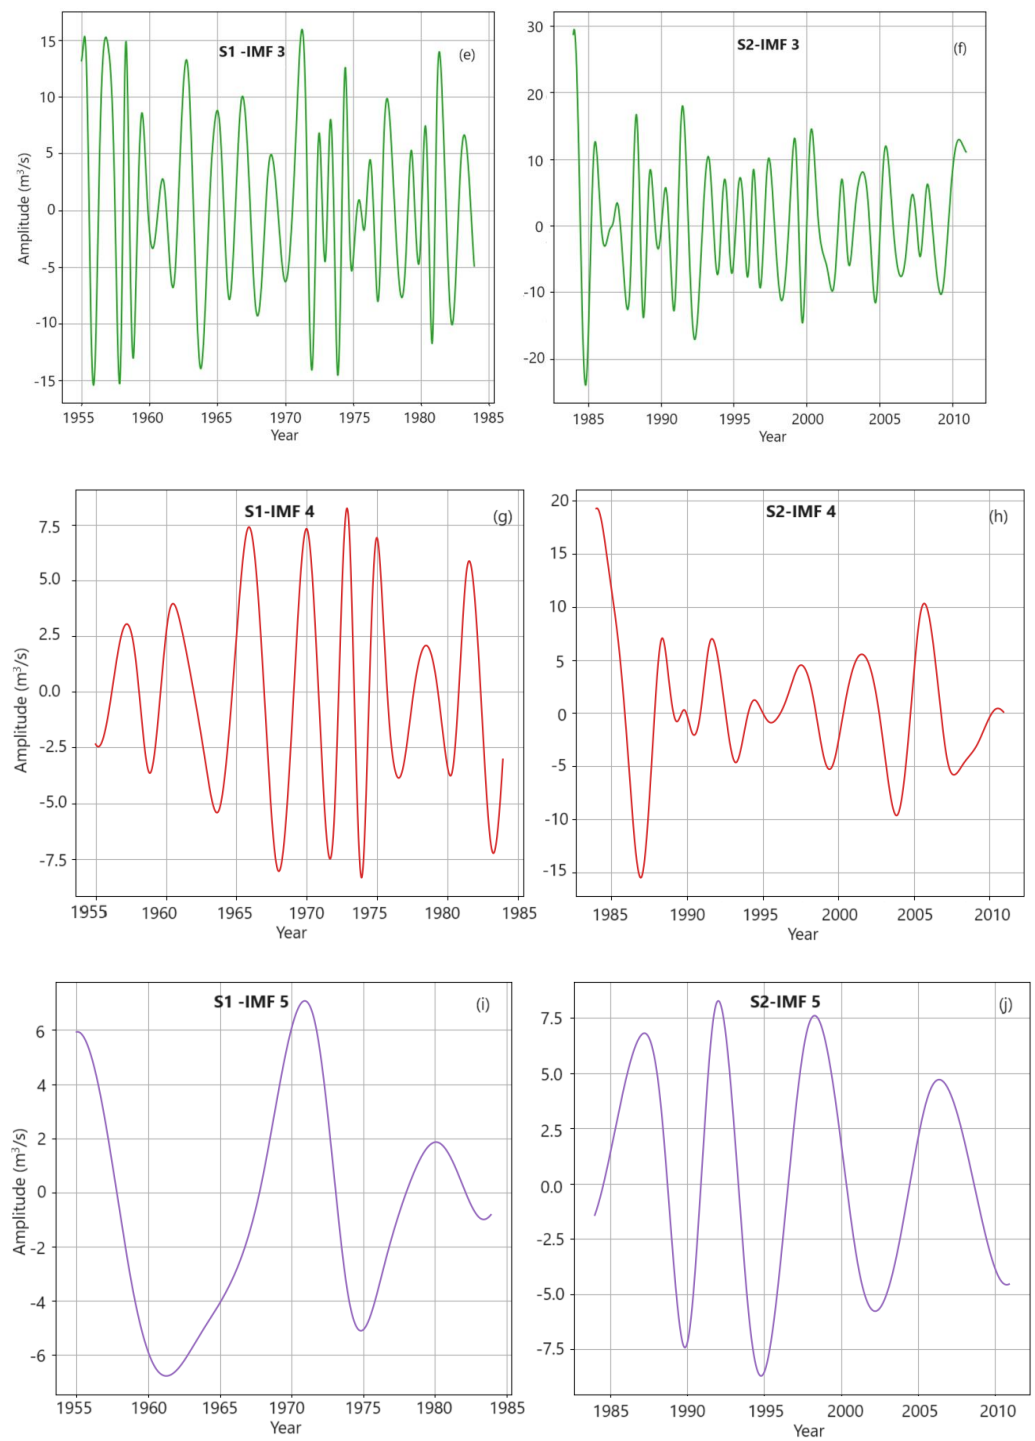 S1 -IMF 3
(e)
15
10
5
0
-5
-10
-15
Amplitude (m³/s)
1955 1960 1965 1970 1975 1980 1985
Year
S2-IMF 3
(f)
30
20
10
0
-10
-20
1985 1990 1995 2000 2005 2010
Year
S1-IMF 4
(g)
7.5
5.0
2.5
0.0
-2.5
-5.0
-7.5
Amplitude (m³/s)
1955 1960 1965 1970 1975 1980 1985
Year
S2-IMF 4
(h)
20
15
10
5
0
-5
-10
-15
1985 1990 1995 2000 2005 2010
Year
S1 -IMF 5
(i)
6
4
2
0
-2
-4
-6
Amplitude (m³/s)
1955 1960 1965 1970 1975 1980 1985
Year
S2-IMF 5
(j)
7.5
5.0
2.5
0.0
-2.5
-5.0
-7.5
1985 1990 1995 2000 2005 2010
Year